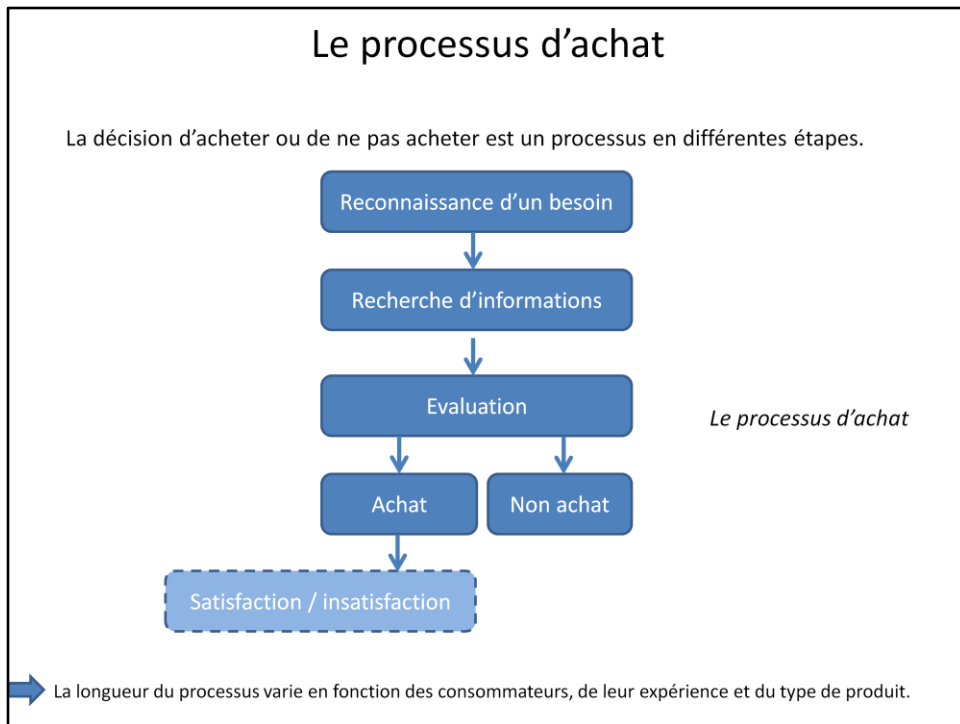 Le processus d’achat
La décision d’acheter ou de ne pas acheter est un processus en différentes étapes.
Reconnaissance d’un besoin
Recherche d’informations
Evaluation
Le processus d’achat
Achat
Non achat
Satisfaction / insatisfaction
La longueur du processus varie en fonction des consommateurs, de leur expérience et du type de produit.